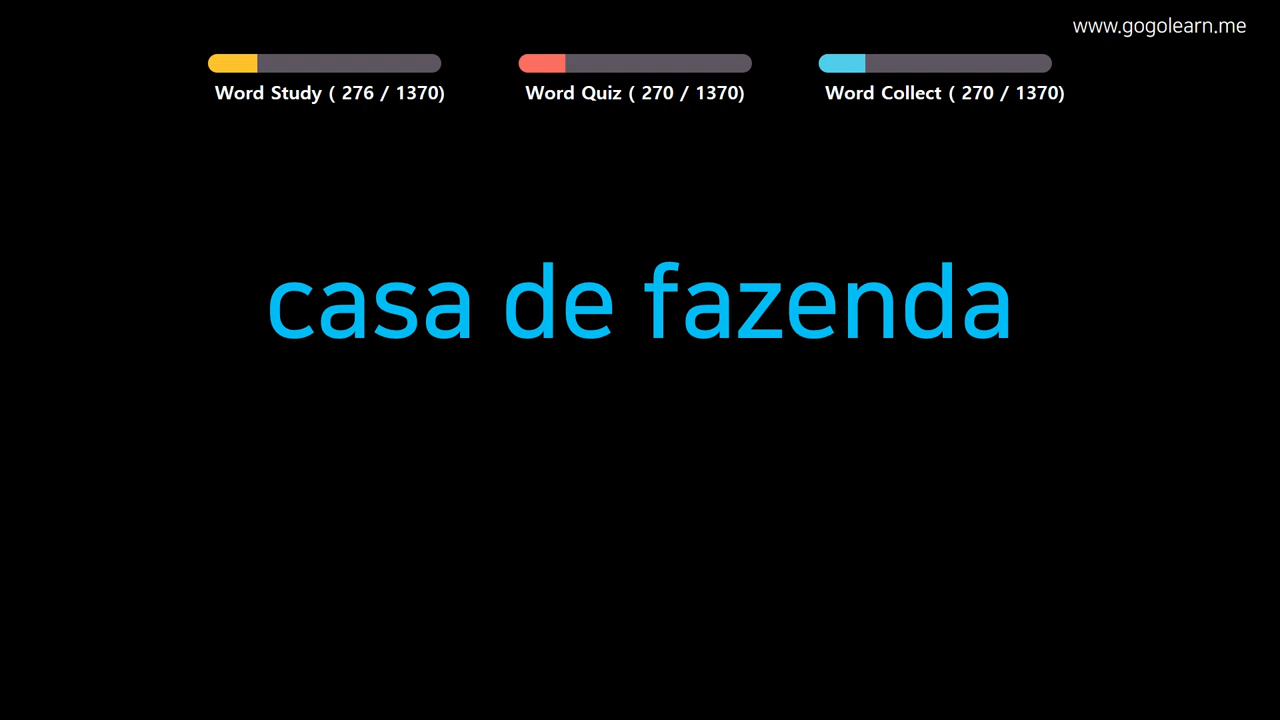 www.gogolearn.me
Word Study ( 276 / 1370)
Word Quiz ( 270 / 1370)
Word Collect ( 270 / 1370)
casa de fazenda